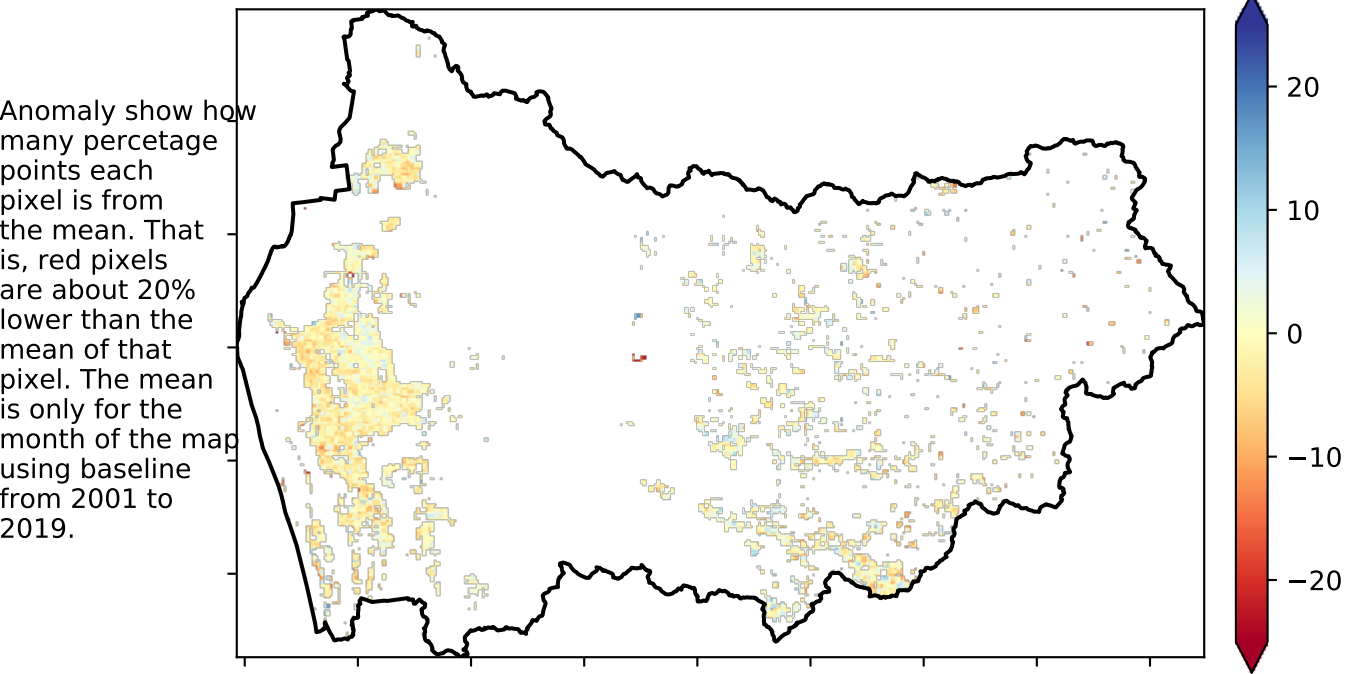 Anomaly show how
many percetage
points each
pixel is from
the mean. That
is, red pixels
are about 20%
lower than the
mean of that
pixel. The mean
is only for the
month of the map
using baseline
from 2001 to
2019.
20
10
0
−10
−20